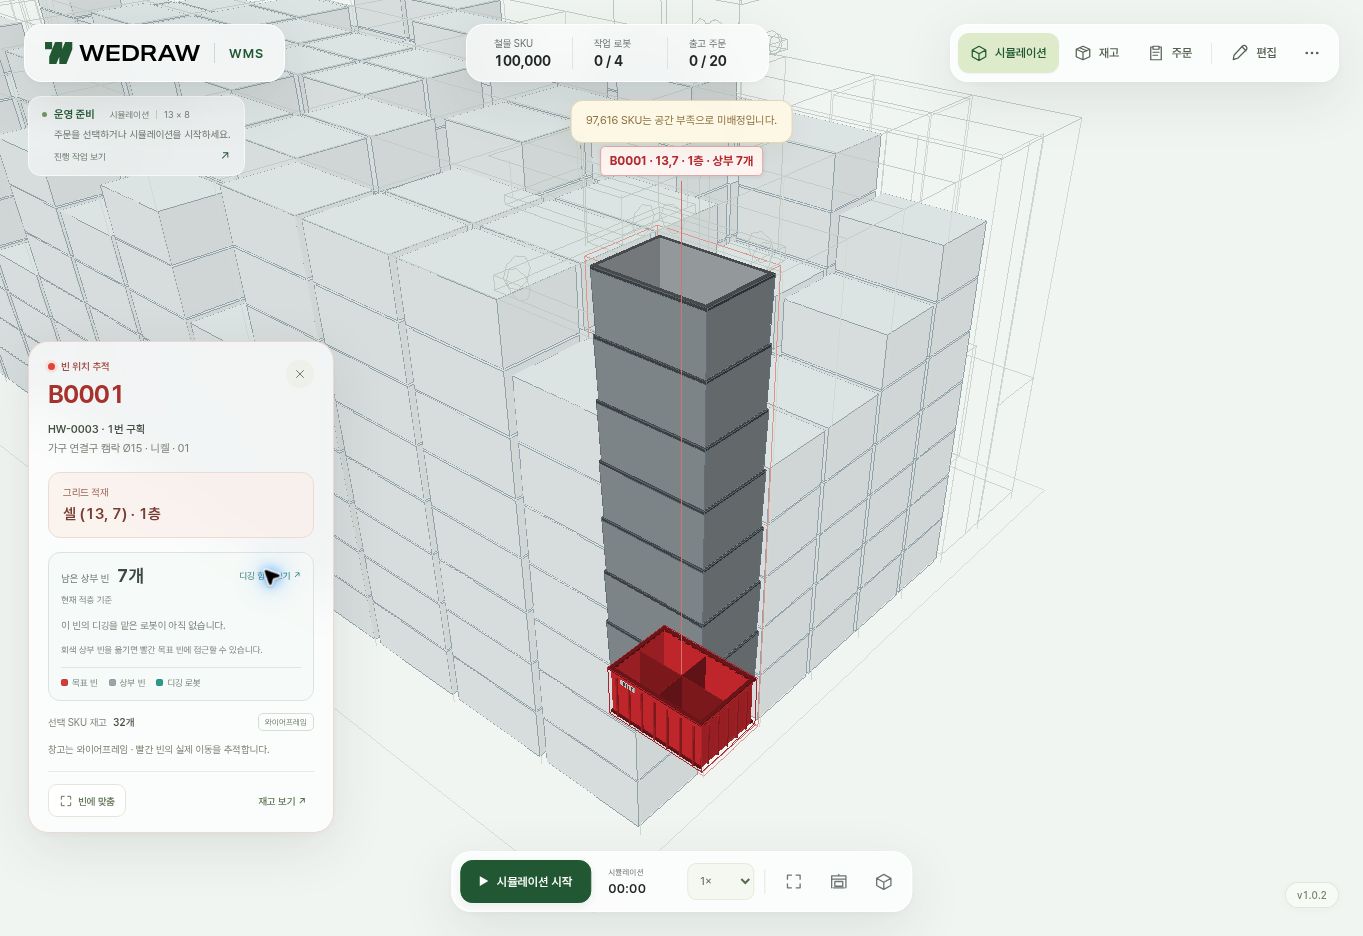 WEDRAW WMS
철물 SKU
100,000
작업 로봇
0 / 4
출고 주문
0 / 20
시뮬레이션
재고
주문
편집
운영 준비 시뮬레이션 13 × 8
주문을 선택하거나 시뮬레이션을 시작하세요.
진행 작업 보기
97,616 SKU는 공간 부족으로 미배정입니다.
B0001 · 13,7 · 1층 · 상부 7개
빈 위치 추적
B0001
HW-0003 · 1번 구획
가구 연결구 캠락 Ø15 · 니켈 · 01
그리드 적재
셀 (13, 7) · 1층
남은 상부 빈 7개
디깅
현재 적층 기준
이 빈의 디깅을 맡은 로봇이 아직 없습니다.
회색 상부 빈을 옮기면 빨간 목표 빈에 접근할 수 있습니다.
목표 빈 상부 빈 디깅 로봇
선택 SKU 재고 32개
와이어프레임
창고는 와이어프레임 · 빨간 빈의 실제 이동을 추적합니다.
빈에 맞춤
재고 보기
시뮬레이션 시작
시뮬레이션
00:00
1×
v1.0.2